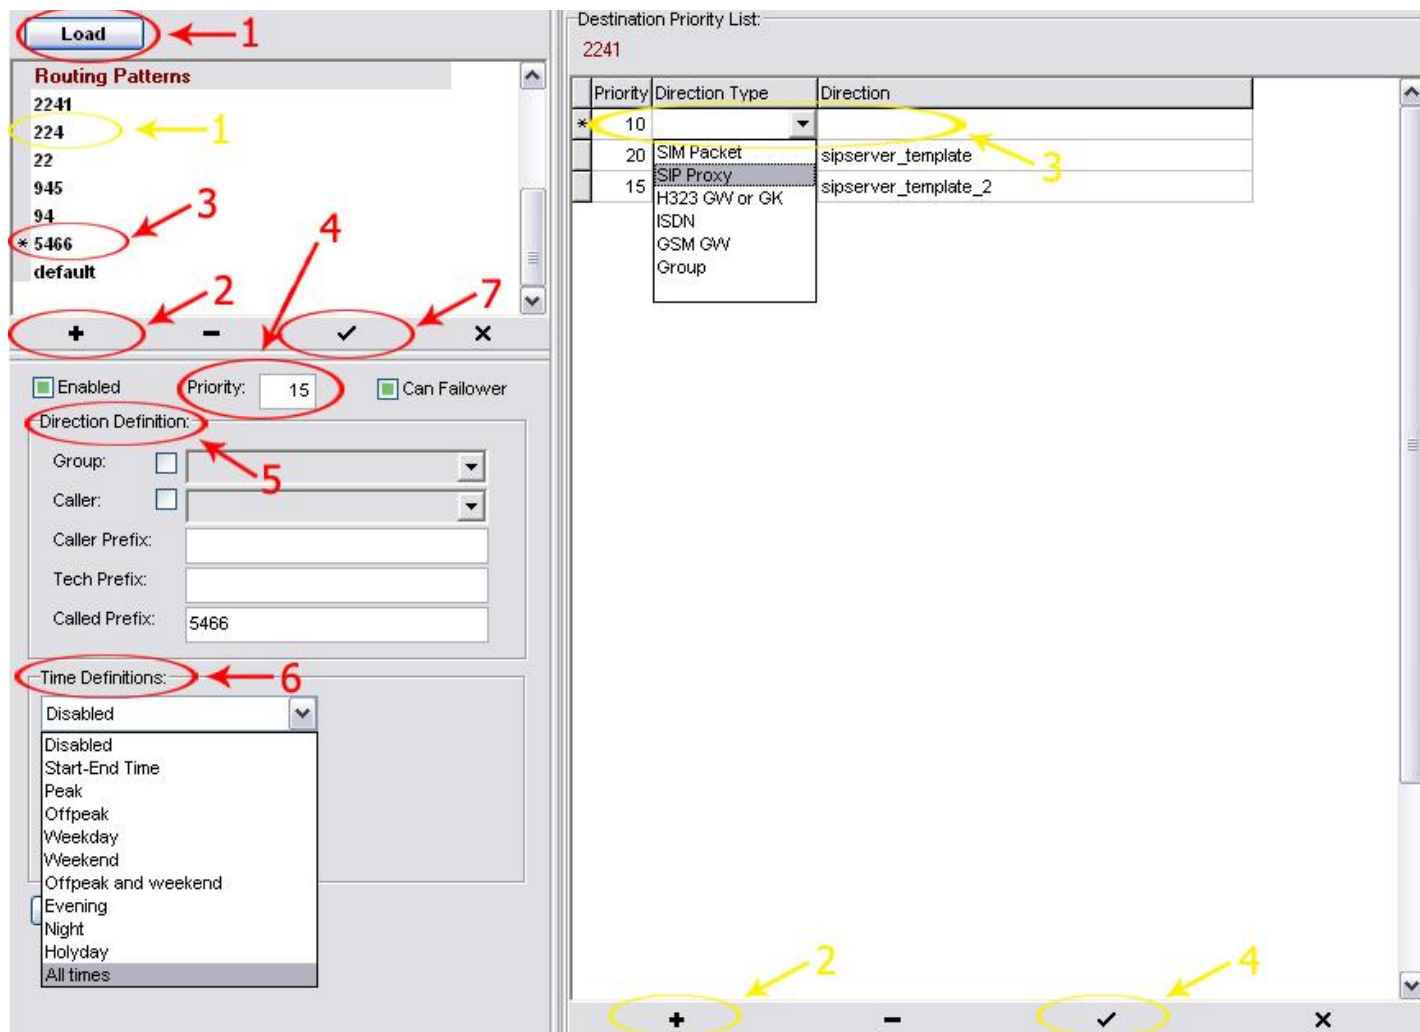 Load
1
Routing Patterns
2241
224
1
22
945
94
3
* 5466
4
default
2
7
+ − ✓ ×
Enabled
Priority: 15
Can Failower
Direction Definition:
Group:
5
Caller:
Caller Prefix:
Tech Prefix:
Called Prefix: 5466
Time Definitions:
6
Disabled
Disabled
Start-End Time
Peak
Offpeak
Weekday
Weekend
Offpeak and weekend
Evening
Night
Holyday
All times
Destination Priority List:
2241
Priority Direction Type Direction
* 10
3
20 sipserver_template
15 sipserver_template_2
SIM Packet
SIP Proxy
H323 GW or GK
ISDN
GSM GW
Group
2
4
+ − ✓ ×